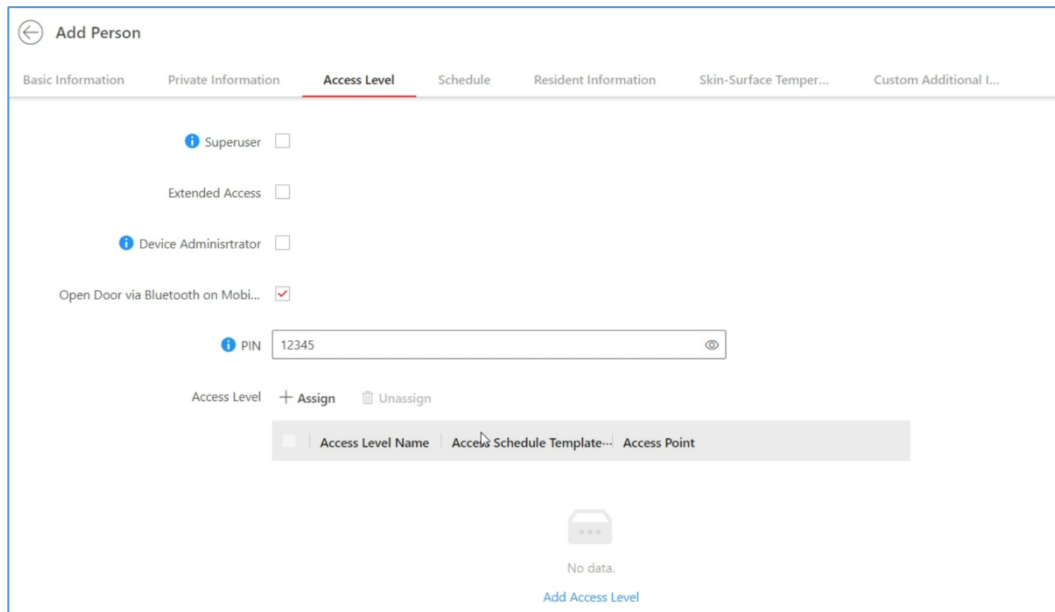 Add Person
Basic Information Private Information Access Level Schedule Resident Information Skin-Surface Temper... Custom Additional I...
Superuser
Extended Access
Device Adminisrtrator
Open Door via Bluetooth on Mobi...
PIN 12345
Access Level + Assign Unassign
Access Level Name Access Schedule Template... Access Point
No data.
Add Access Level